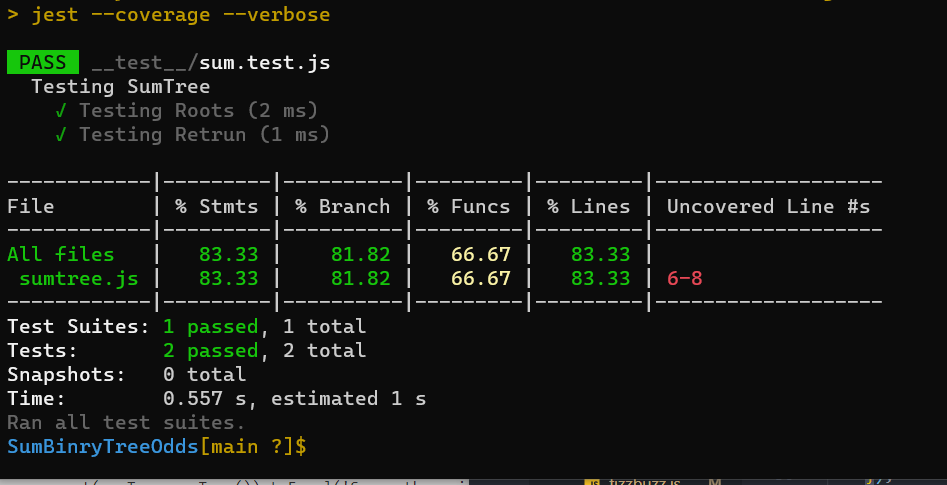 > jest --coverage --verbose
PASS __test__/sum.test.js
Testing SumTree
√ Testing Roots (2 ms)
√ Testing Retrun (1 ms)
------------|---------|----------|---------|---------|-------------------
File | % Stmts | % Branch | % Funcs | % Lines | Uncovered Line #s
------------|---------|----------|---------|---------|-------------------
All files | 83.33 | 81.82 | 66.67 | 83.33 |
sumtree.js | 83.33 | 81.82 | 66.67 | 83.33 | 6-8
------------|---------|----------|---------|---------|-------------------
Test Suites: 1 passed, 1 total
Tests: 2 passed, 2 total
Snapshots: 0 total
Time: 0.557 s, estimated 1 s
Ran all test suites.
SumBinryTreeOdds[main ?]$
fizzbuzz.js M